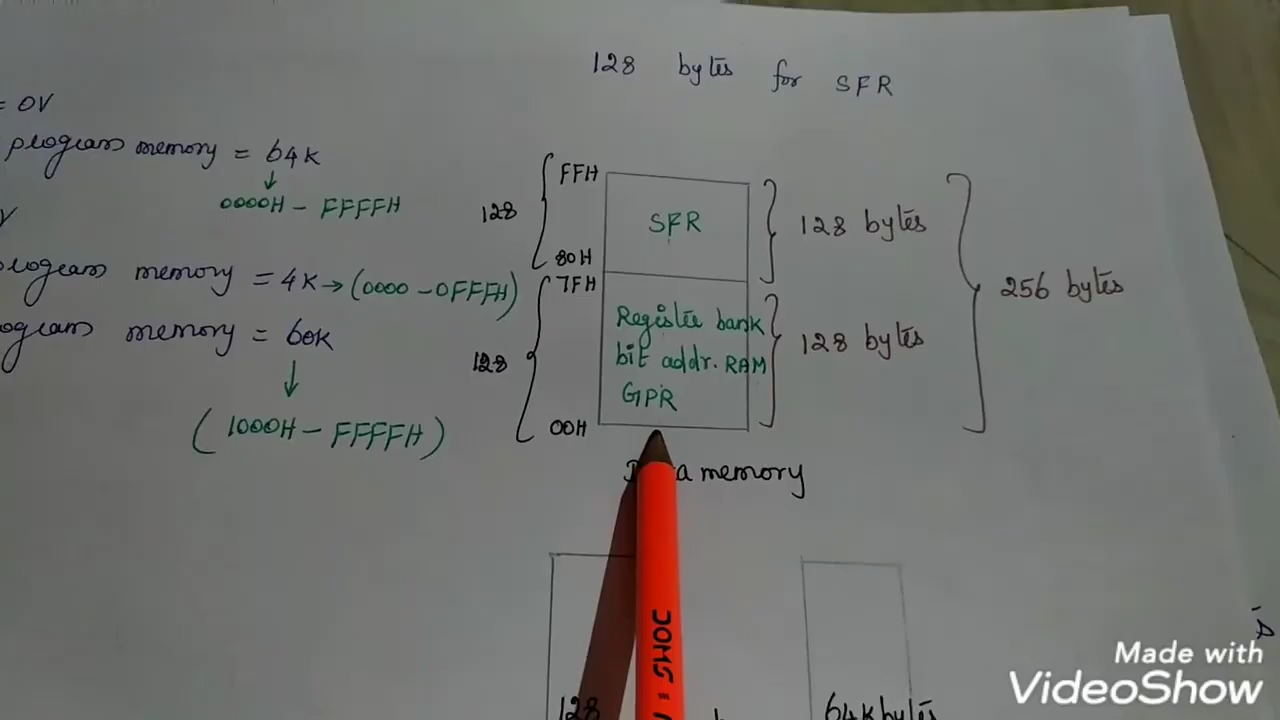 128 bytes for SFR
= 0V
program memory = 64K
0000H - FFFFH
program memory = 4K → (0000 - 0FFFH)
program memory = 60K
(1000H - FFFFH)
128
FFH
80H
SFR
128 bytes
128
7FH
00H
Register bank
bit addr. RAM
GPR
128 bytes
256 bytes
memory
128
64K bytes
Made with
VideoShow